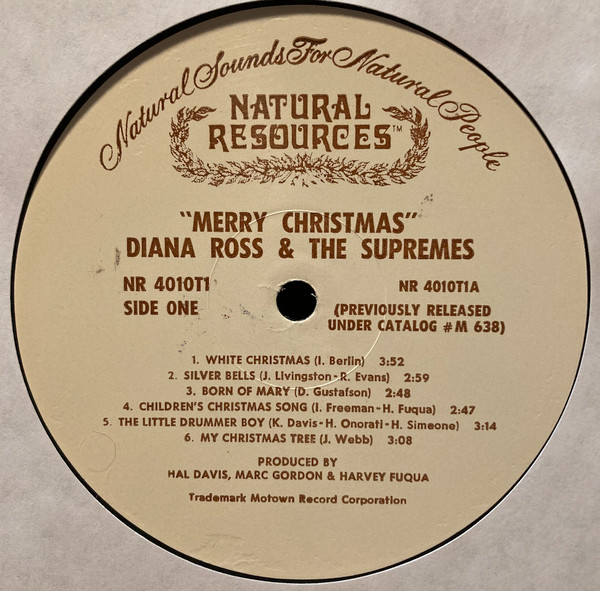 Natural Sounds For Natural People
NATURAL
RESOURCES™
"MERRY CHRISTMAS"
DIANA ROSS & THE SUPREMES
NR 4010T1
NR 4010T1A
SIDE ONE
(PREVIOUSLY RELEASED
UNDER CATALOG #M 638)
1. WHITE CHRISTMAS (I. Berlin) 3:52
2. SILVER BELLS (J. Livingston-R. Evans) 2:59
3. BORN OF MARY (D. Gustafson) 2:48
4. CHILDREN'S CHRISTMAS SONG (I. Freeman-H. Fuqua) 2:47
5. THE LITTLE DRUMMER BOY (K. Davis-H. Onorati-H. Simeone) 3:14
6. MY CHRISTMAS TREE (J. Webb) 3:08
PRODUCED BY
HAL DAVIS, MARC GORDON & HARVEY FUQUA
Trademark Motown Record Corporation